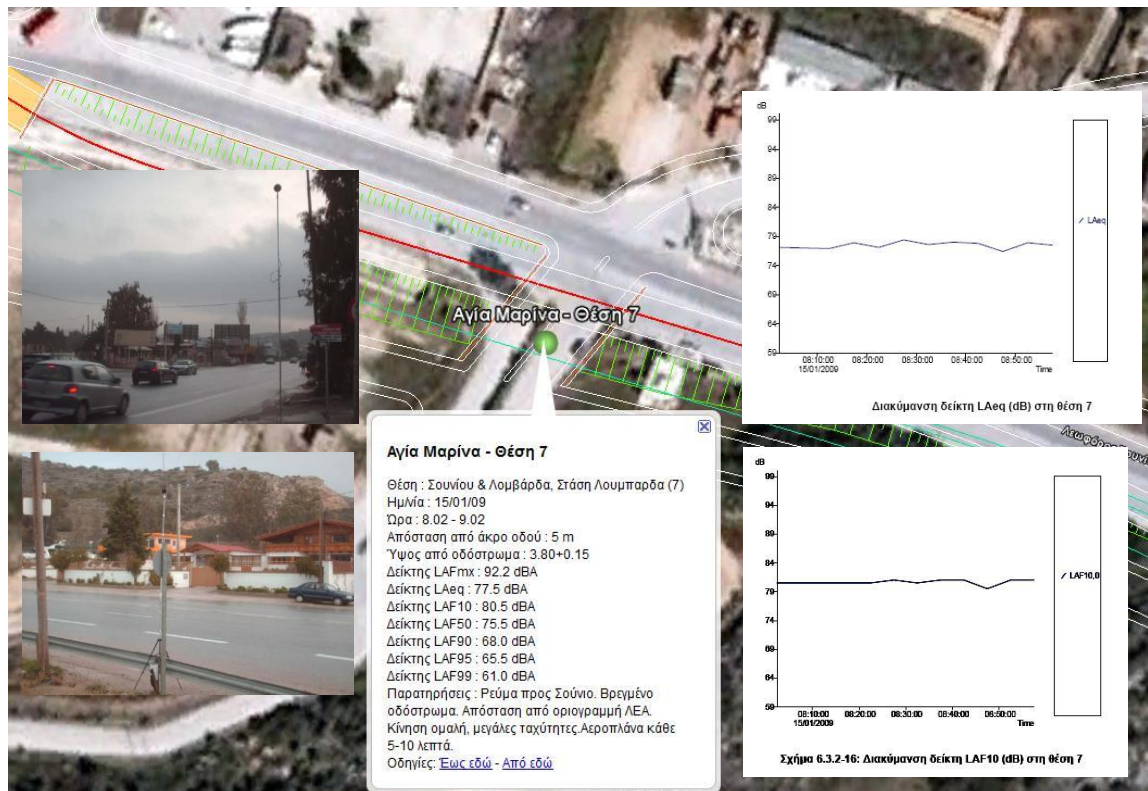 Αγία Μαρίνα - Θέση 7
Αγία Μαρίνα - Θέση 7
Θέση : Σουνίου & Λομβάρδα, Στάση Λουμπαρδα (7)
Ημ/νία : 15/01/09
Ώρα : 8.02 - 9.02
Απόσταση από άκρο οδού : 5 m
Ύψος από οδόστρωμα : 3.80+0.15
Δείκτης LAFmx : 92.2 dBA
Δείκτης LAeq : 77.5 dBA
Δείκτης LAF10 : 80.5 dBA
Δείκτης LAF50 : 75.5 dBA
Δείκτης LAF90 : 68.0 dBA
Δείκτης LAF95 : 65.5 dBA
Δείκτης LAF99 : 61.0 dBA
Παρατηρήσεις : Ρεύμα προς Σούνιο. Βρεγμένο
οδόστρωμα. Απόσταση από οριογραμμή ΛΕΑ.
Κίνηση ομαλή, μεγάλες ταχύτητες.Αεροπλάνα κάθε
5-10 λεπτά.
Οδηγίες: Έως εδώ - Από εδώ
dB
99
94
89
84
79
74
69
64
59
08:10:00 08:20:00 08:30:00 08:40:00 08:50:00
15/01/2009 Time
LAeq
Διακύμανση δείκτη LAeq (dB) στη θέση 7
dB
99
94
89
84
79
74
69
64
59
08:10:00 08:20:00 08:30:00 08:40:00 08:50:00
15/01/2009 Time
LAF10,0
Σχήμα 6.3.2-16: Διακύμανση δείκτη LAF10 (dB) στη θέση 7